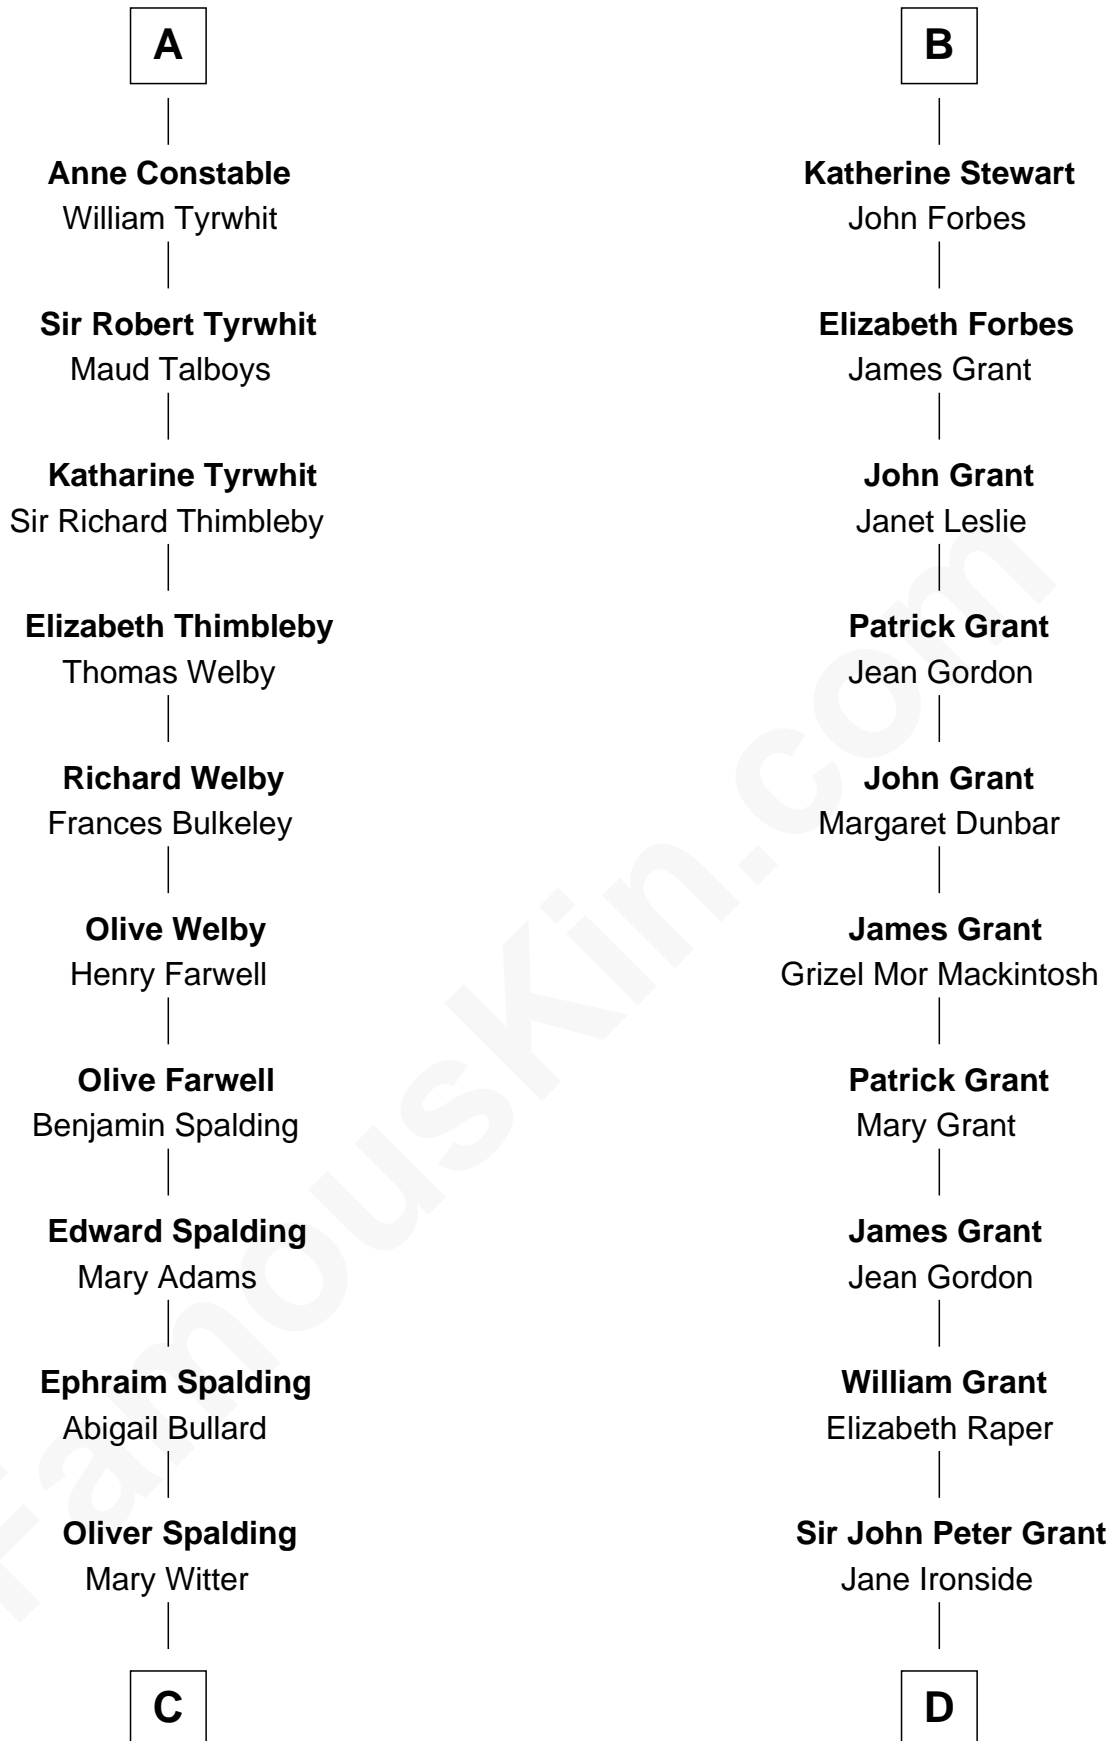 A
Anne Constable
William Tyrwhit
Sir Robert Tyrwhit
Maud Talboys
Katharine Tyrwhit
Sir Richard Thimbleby
Elizabeth Thimbleby
Thomas Welby
Richard Welby
Frances Bulkeley
Olive Welby
Henry Farwell
Olive Farwell
Benjamin Spalding
Edward Spalding
Mary Adams
Ephraim Spalding
Abigail Bullard
Oliver Spalding
Mary Witter
C
B
Katherine Stewart
John Forbes
Elizabeth Forbes
James Grant
John Grant
Janet Leslie
Patrick Grant
Jean Gordon
John Grant
Margaret Dunbar
James Grant
Grizel Mor Mackintosh
Patrick Grant
Mary Grant
James Grant
Jean Gordon
William Grant
Elizabeth Raper
Sir John Peter Grant
Jane Ironside
D
FamousKin.com